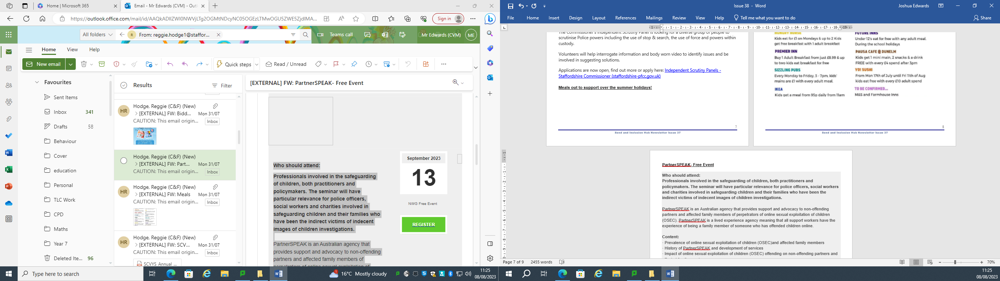 Home | Microsoft 365
Email - Mr Edwards (CVM) - Outl
https://outlook.office.com/mail/id/AAQkADIIZWI0NWVjLTg2OGMtNDcyNC05OGEzLTMwOGU5ZWE5ZjdlMA...
Sign in
All folders
R
From: reggie.hodge1@staffor...
Teams call
Mr Edwards (CVM)
ME
Home
View
Help
New email
Quick steps
Read / Unread
Favourites
Sent Items
Inbox 341
Drafts 58
Behaviour
Cover
education
Personal
TLC Work
CPD
Maths
Year 7
Deleted Ite... 96
Results
Filter
HR
Hodge, Reggie (C&F) (New)
[EXTERNAL] FW: Bidd... Mon 31/07
CAUTION: This email origin... Inbox
Hodge, Reggie (C&F) (New)
[EXTERNAL] FW: Part... Mon 31/07
CAUTION: This email origin... Inbox
HR
Hodge, Reggie (C&F) (New)
[EXTERNAL] FW: Meals Mon 31/07
CAUTION: This email origin... Inbox
HR
Hodge, Reggie (C&F) (New)
[EXTERNAL] FW: SCV... Mon 31/07
CAUTION: This email origin... Inbox
SCVYS Annual ...
[EXTERNAL] FW: PartnerSPEAK- Free Event
Who should attend:
Professionals involved in the safeguarding
of children, both practitioners and
policymakers. The seminar will have
particular relevance for police officers,
social workers and charities involved in
safeguarding children and their families who
have been the indirect victims of indecent
images of children investigations.
PartnerSPEAK is an Australian agency that
provides support and advocacy to non-offending
partners and affected family members of
perpetrators of online sexual exploitation of
September 2023
13
NWG Free Event
REGISTER
Type here to search
16°C Mostly cloudy
11:25
08/08/2023
Issue 38 - Word
Joshua Edwards
File
Home
Insert
Design
Layout
References
Mailings
Review
View
Help
Tell me what you want to do
Share
The Commissioner's Independent Scrutiny Panel is looking for a diverse group of people to
scrutinise Police powers including the use of stop & search, the use of force and powers within
custody.
Volunteers will help interrogate information and body worn video to identify issues and be
involved in suggesting solutions.
Applications are now open, find out more or apply here: Independent Scrutiny Panels -
Staffordshire Commissioner (staffordshire-pfcc.gov.uk)
Meals out to support over the summer holidays!
7
Send and Inclusion Hub Newsletter Issue 37
HUNGRY HORSE
Kids eat for £1 on Mondays & up to 2 Kids
get free breakfast with 1 adult breakfast
PREMIER INN
Buy 1 Adult Breakfast from just £8.99 & up
to two kids eat breakfast for free
SIZZLING PUBS
Every Monday to Friday, 3 - 7pm, kids'
mains are £1 with every adult meal.
IKEA
Kids get a meal from 95p daily from 11am
FUTURE INNS
Under 12's eat for free with any adult meal.
During the school holidays
PAUSA CAFE @ DUNELM
Kids get 1 mini main, 2 snacks & a drink
FREE with every £4 spend after 3pm
YO! SUSHI
From Mon 17th of July until Fri 11th of Aug
kids eat free with every £10 adult spend
TO BE CONFIRMED...
M&S and Farmhouse Inns
8
Send and Inclusion Hub Newsletter Issue 37
PartnerSPEAK- Free Event
Who should attend:
Professionals involved in the safeguarding of children, both practitioners and
policymakers. The seminar will have particular relevance for police officers, social workers
and charities involved in safeguarding children and their families who have been the
indirect victims of indecent images of children investigations.
PartnerSPEAK is an Australian agency that provides support and advocacy to non-offending
partners and affected family members of perpetrators of online sexual exploitation of children
(OSEC). PartnerSPEAK is a lived experience agency meaning that all support workers have the
experience of being a family member of someone who has offended children online.
Content:
· Prevalence of online sexual exploitation of children (OSEC)and affected family members
· History of PartnerSPEAK and development of services
· Impact of online sexual exploitation of children (OSEC) offending on non-offending partners and
Page 7 of 9
2455 words
70%
11:25
08/08/2023